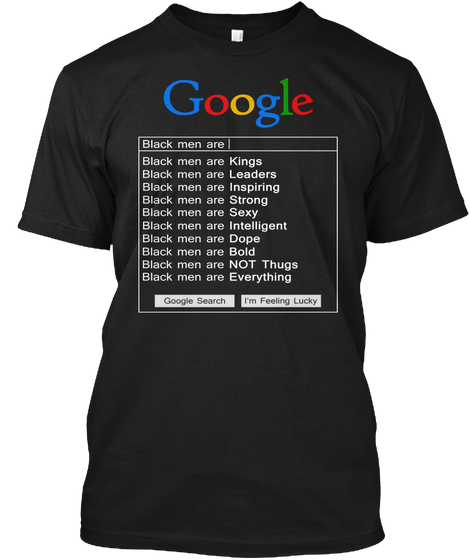 Google
Black men are |
Black men are Kings
Black men are Leaders
Black men are Inspiring
Black men are Strong
Black men are Sexy
Black men are Intelligent
Black men are Dope
Black men are Bold
Black men are NOT Thugs
Black men are Everything
Google Search I'm Feeling Lucky